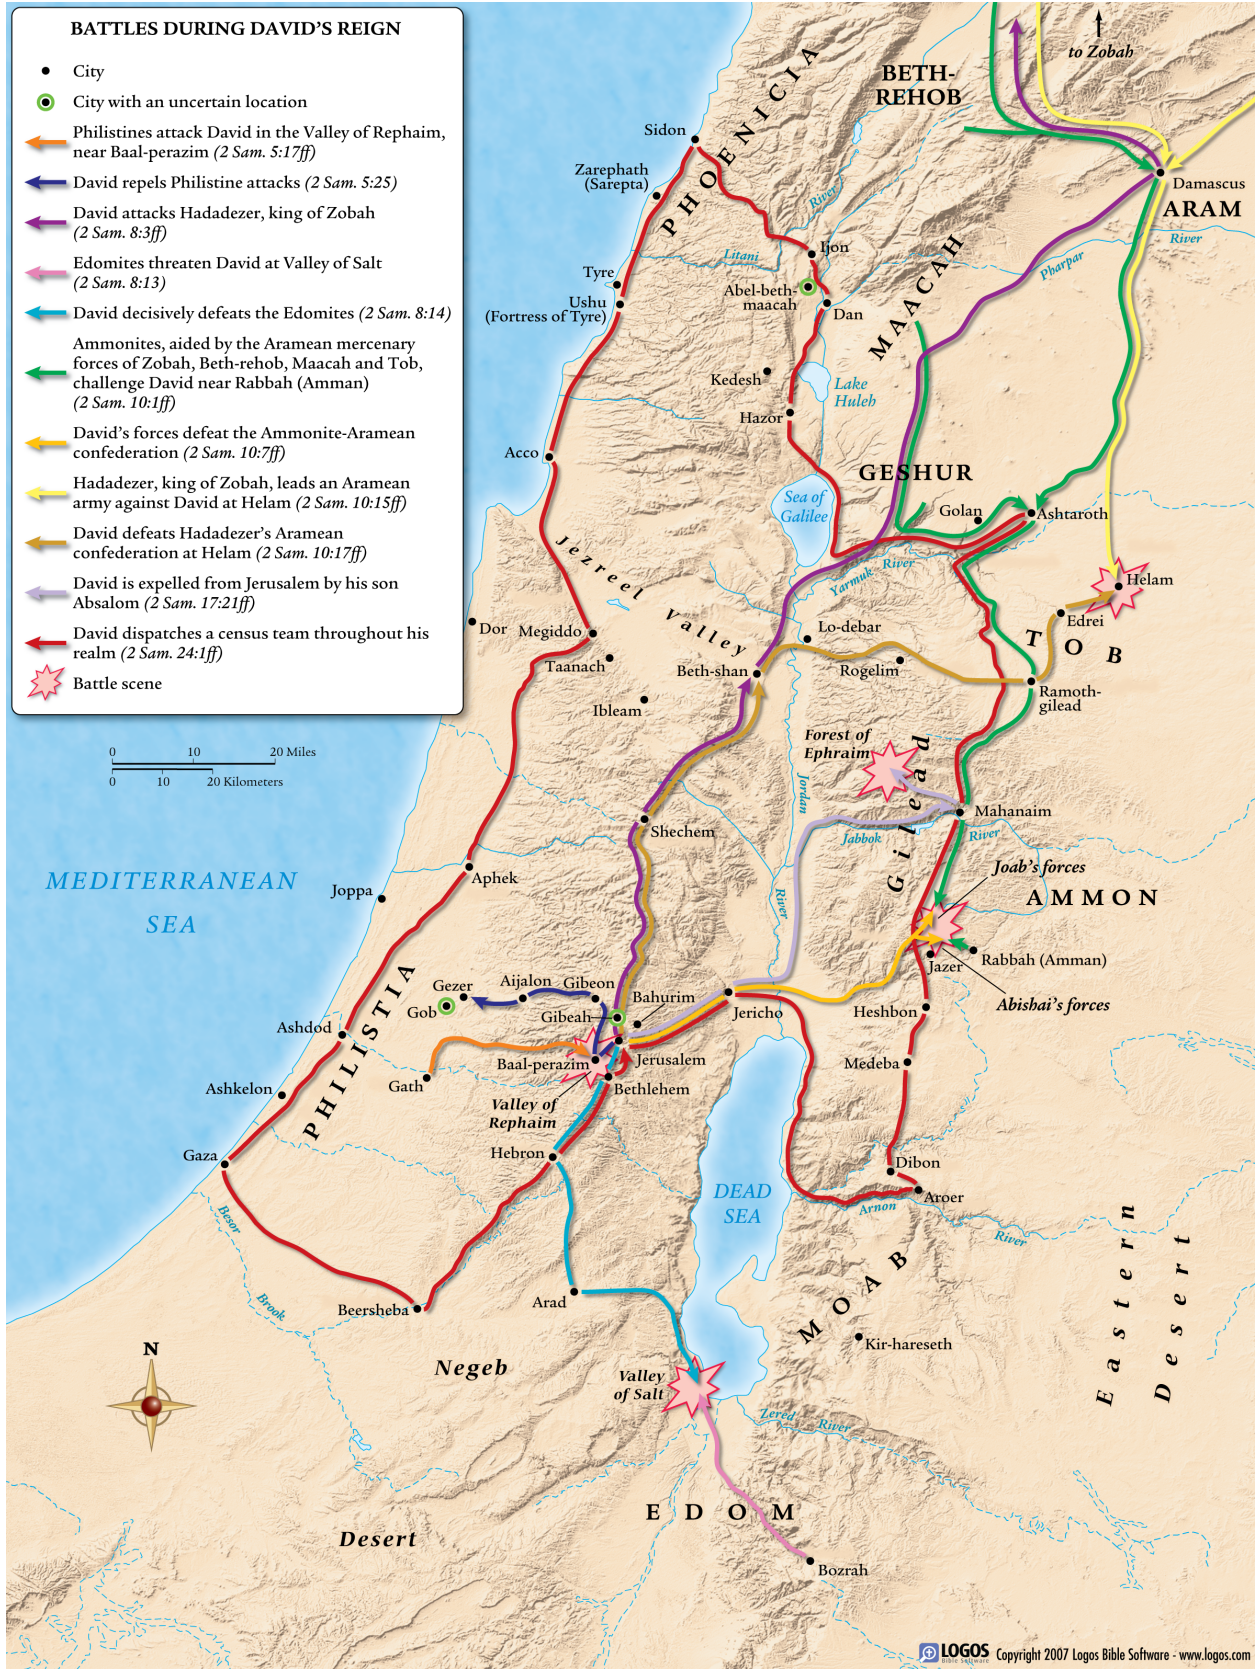 BATTLES DURING DAVID'S REIGN
City
City with an uncertain location
Philistines attack David in the Valley of Rephaim,
near Baal-perazim (2 Sam. 5:17ff)
David repels Philistine attacks (2 Sam. 5:25)
David attacks Hadadezer, king of Zobah
(2 Sam. 8:3ff)
Edomites threaten David at Valley of Salt
(2 Sam. 8:13)
David decisively defeats the Edomites (2 Sam. 8:14)
Ammonites, aided by the Aramean mercenary
forces of Zobah, Beth-rehob, Maacah and Tob,
challenge David near Rabbah (Amman)
(2 Sam. 10:1ff)
David's forces defeat the Ammonite-Aramean
confederation (2 Sam. 10:7ff)
Hadadezer, king of Zobah, leads an Aramean
army against David at Helam (2 Sam. 10:15ff)
David defeats Hadadezer's Aramean
confederation at Helam (2 Sam. 10:17ff)
David is expelled from Jerusalem by his son
Absalom (2 Sam. 17:21ff)
David dispatches a census team throughout his
realm (2 Sam. 24:1ff)
Battle scene
0 10 20 Miles
0 10 20 Kilometers
to Zobah
BETH-
REHOB
PHOENICIA
Sidon
Zarephath
(Sarepta)
Damascus
ARAM
River
River
Litani
Ijon
Pharpar
MAACAH
Tyre
Ushu
(Fortress of Tyre)
Abel-beth-
maacah
Dan
Kedesh
Lake
Huleh
Hazor
Acco
GESHUR
Sea of
Galilee
Golan
Ashtaroth
Jezreel Valley
Yarmuk River
Helam
Edrei
TOB
Dor
Megiddo
Taanach
Lo-debar
Beth-shan
Rogelim
Ramoth-
gilead
Ibleam
Forest of
Ephraim
Gilead
Jordan
River
Shechem
Mahanaim
Jabbok
River
Joab's forces
AMMON
MEDITERRANEAN
SEA
Joppa
Aphek
Rabbah (Amman)
Jazer
Abishai's forces
PHILISTIA
Gezer
Gob
Aijalon
Gibeon
Bahurim
Gibeah
Jericho
Heshbon
Ashdod
Baal-perazim
Jerusalem
Medeba
Gath
Bethlehem
Ashkelon
Valley of
Rephaim
Gaza
Hebron
Dibon
Aroer
DEAD
SEA
Arnon
River
Besor
Brook
Eastern
Desert
MOAB
Arad
Beersheba
Kir-hareseth
N
Negeb
Valley
of Salt
Zered River
EDOM
Desert
Bozrah
LOGOS
Bible Software
Copyright 2007 Logos Bible Software - www.logos.com